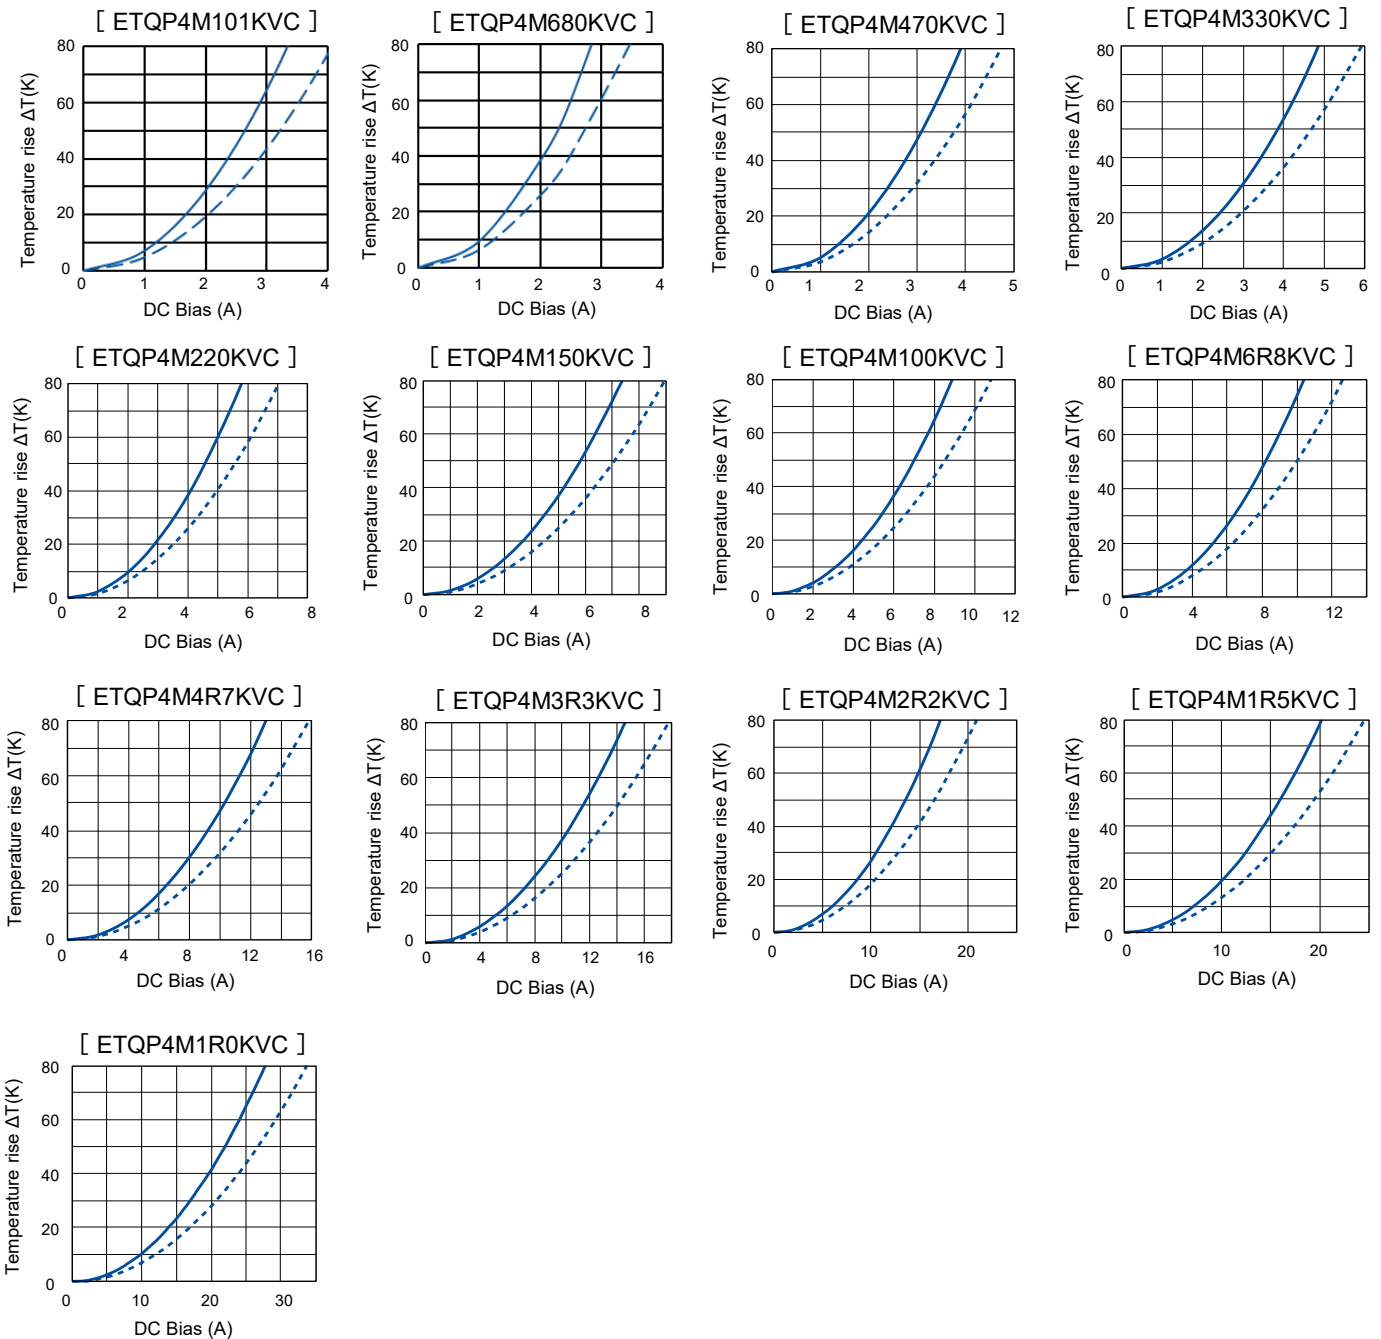 [ ETQP4M101KVC ]
Temperature rise ΔT(K)
80
60
40
20
0
0 1 2 3 4
DC Bias (A)
[ ETQP4M680KVC ]
Temperature rise ΔT(K)
80
60
40
20
0
0 1 2 3 4
DC Bias (A)
[ ETQP4M470KVC ]
Temperature rise ΔT(K)
80
60
40
20
0
0 1 2 3 4 5
DC Bias (A)
[ ETQP4M330KVC ]
Temperature rise ΔT(K)
80
60
40
20
0
0 1 2 3 4 5 6
DC Bias (A)
[ ETQP4M220KVC ]
Temperature rise ΔT(K)
80
60
40
20
0
0 2 4 6 8
DC Bias (A)
[ ETQP4M150KVC ]
Temperature rise ΔT(K)
80
60
40
20
0
0 2 4 6 8
DC Bias (A)
[ ETQP4M100KVC ]
Temperature rise ΔT(K)
80
60
40
20
0
0 2 4 6 8 10 12
DC Bias (A)
[ ETQP4M6R8KVC ]
Temperature rise ΔT(K)
80
60
40
20
0
0 4 8 12
DC Bias (A)
[ ETQP4M4R7KVC ]
Temperature rise ΔT(K)
80
60
40
20
0
0 4 8 12 16
DC Bias (A)
[ ETQP4M3R3KVC ]
Temperature rise ΔT(K)
80
60
40
20
0
0 4 8 12 16
DC Bias (A)
[ ETQP4M2R2KVC ]
Temperature rise ΔT(K)
80
60
40
20
0
0 10 20
DC Bias (A)
[ ETQP4M1R5KVC ]
Temperature rise ΔT(K)
80
60
40
20
0
0 10 20
DC Bias (A)
[ ETQP4M1R0KVC ]
Temperature rise ΔT(K)
80
60
40
20
0
0 10 20 30
DC Bias (A)